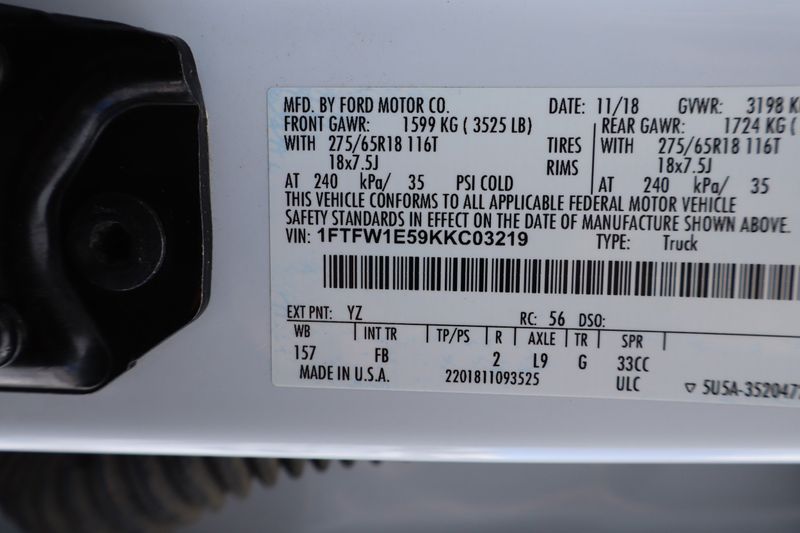 MFD. BY FORD MOTOR CO. DATE: 11/18 GVWR: 3198 K
FRONT GAWR: 1599 KG ( 3525 LB) REAR GAWR: 1724 KG (
WITH 275/65R18 116T TIRES WITH 275/65R18 116T
18x7.5J RIMS 18x7.5J
AT 240 kPa/ 35 PSI COLD AT 240 kPa/ 35
THIS VEHICLE CONFORMS TO ALL APPLICABLE FEDERAL MOTOR VEHICLE
SAFETY STANDARDS IN EFFECT ON THE DATE OF MANUFACTURE SHOWN ABOVE.
VIN: 1FTFW1E59KKC03219 TYPE: Truck
EXT PNT: YZ RC: 56 DSO:
WB INT TR TP/PS R AXLE TR SPR
157 FB 2 L9 G 33CC
MADE IN U.S.A. 2201811093525 ULC 5U5A-352047